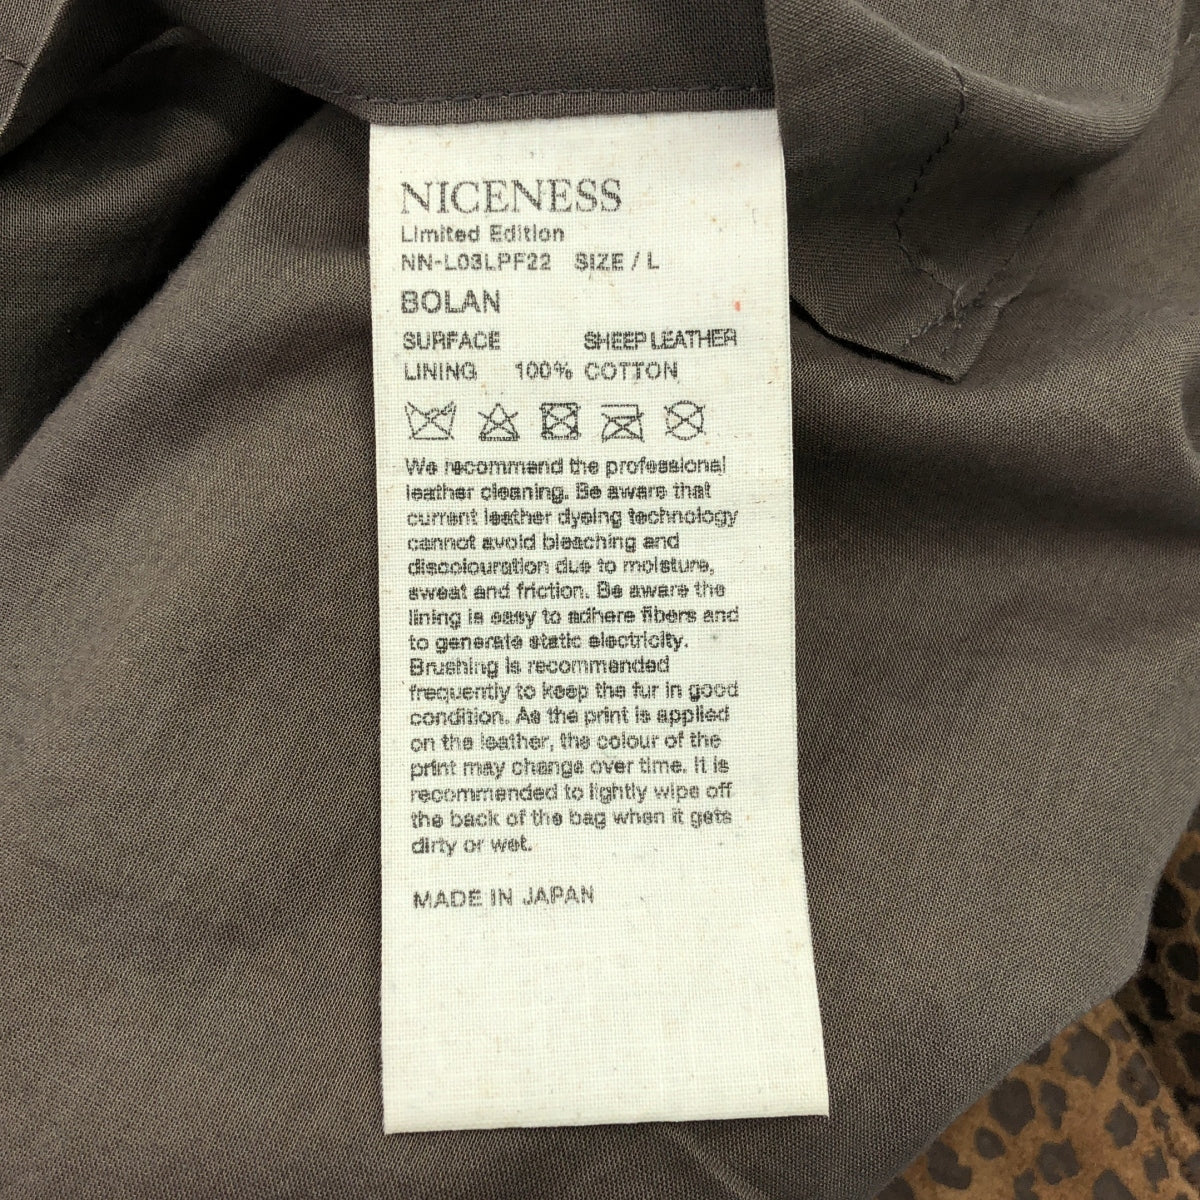 NICENESS
Limited Edition
NN-L03LPF22 SIZE / L
BOLAN
SURFACE SHEEP LEATHER
LINING 100% COTTON
We recommend the professional
leather cleaning. Be aware that
current leather dyeing technology
cannot avoid bleaching and
discolouration due to moisture,
sweat and friction. Be aware the
lining is easy to adhere fibers and
to generate static electricity.
Brushing is recommended
frequently to keep the fur in good
condition. As the print is applied
on the leather, the colour of the
print may change over time. It is
recommended to lightly wipe off
the back of the bag when it gets
dirty or wet.
MADE IN JAPAN